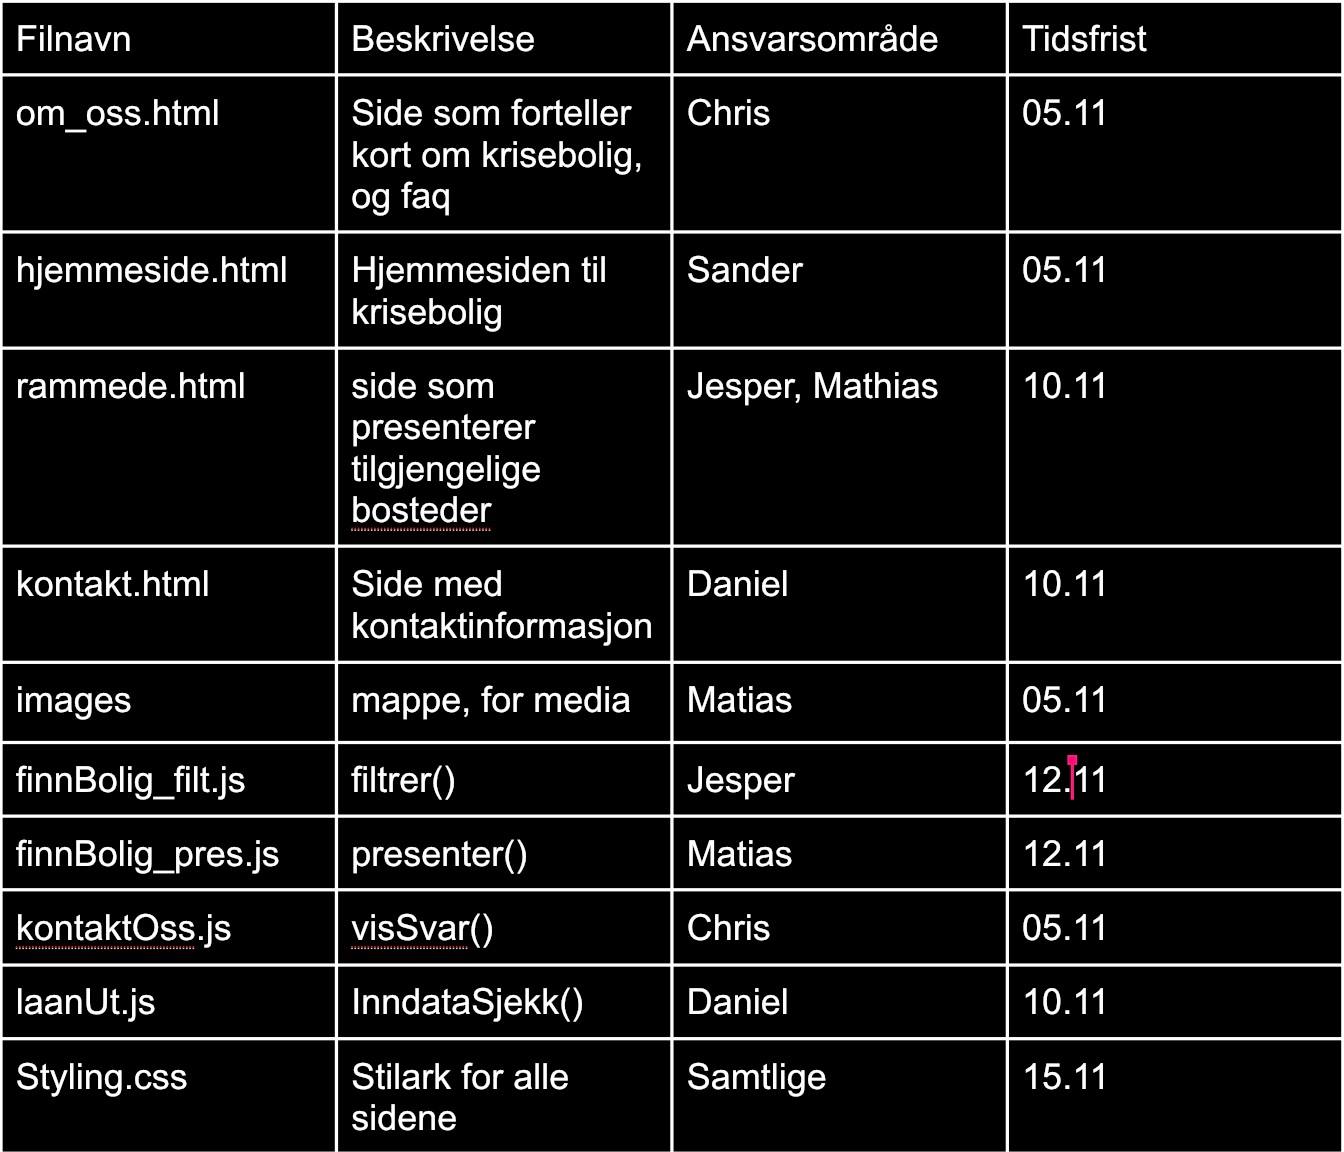 Filnavn Beskrivelse Ansvarsområde Tidsfrist
om_oss.html Side som forteller Chris 05.11
kort om krisebolig,
og faq
hjemmeside.html Hjemmesiden til Sander 05.11
krisebolig
rammede.html side som Jesper, Mathias 10.11
presenterer
tilgjengelige
bosteder
kontakt.html Side med Daniel 10.11
kontaktinformasjon
images mappe, for media Matias 05.11
finnBolig_filt.js filtrer() Jesper 12.11
finnBolig_pres.js presenter() Matias 12.11
kontaktOss.js visSvar() Chris 05.11
laanUt.js InndataSjekk() Daniel 10.11
Styling.css Stilark for alle Samtlige 15.11
sidene